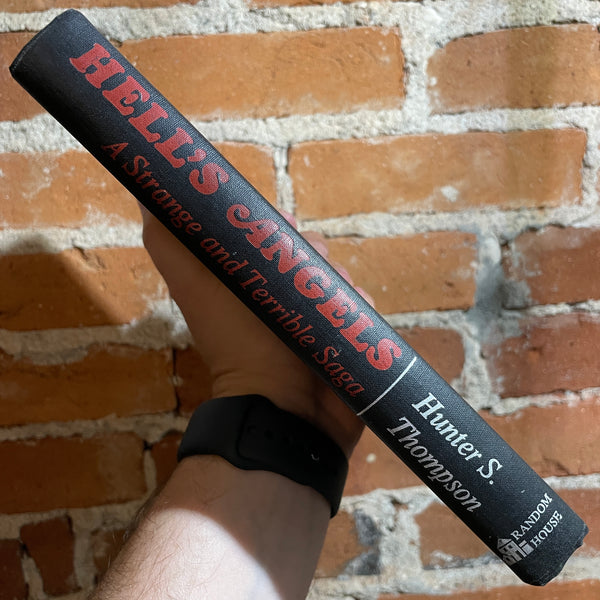 HELL'S ANGELS
A Strange and Terrible Saga
Hunter S.
Thompson
RANDOM
HOUSE